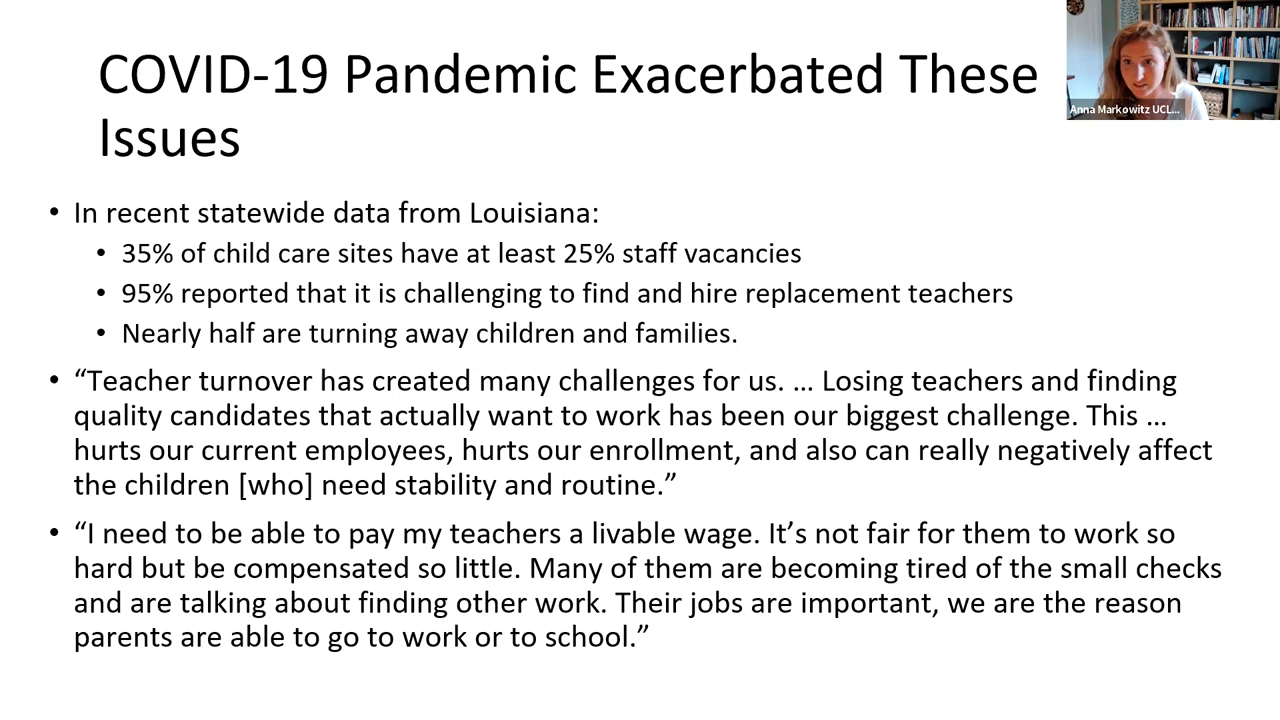 COVID-19 Pandemic Exacerbated These
Issues
Anna Markowitz UCL...
• In recent statewide data from Louisiana:
• 35% of child care sites have at least 25% staff vacancies
• 95% reported that it is challenging to find and hire replacement teachers
• Nearly half are turning away children and families.
• “Teacher turnover has created many challenges for us. … Losing teachers and finding
quality candidates that actually want to work has been our biggest challenge. This …
hurts our current employees, hurts our enrollment, and also can really negatively affect
the children [who] need stability and routine.”
• “I need to be able to pay my teachers a livable wage. It’s not fair for them to work so
hard but be compensated so little. Many of them are becoming tired of the small checks
and are talking about finding other work. Their jobs are important, we are the reason
parents are able to go to work or to school.”